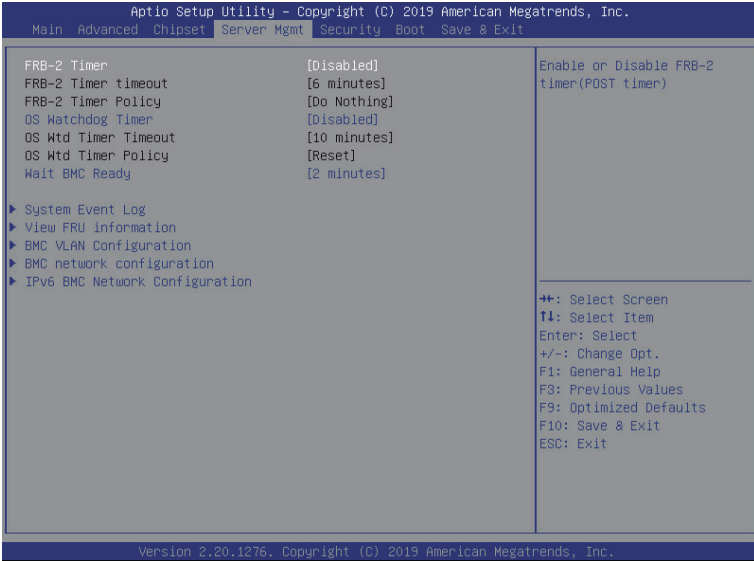 Aptio Setup Utility – Copyright (C) 2019 American Megatrends, Inc.
Main Advanced Chipset Server Mgmt Security Boot Save & Exit
FRB-2 Timer [Disabled]
FRB-2 Timer timeout [6 minutes]
FRB-2 Timer Policy [Do Nothing]
OS Watchdog Timer [Disabled]
OS Wtd Timer Timeout [10 minutes]
OS Wtd Timer Policy [Reset]
Wait BMC Ready [2 minutes]
System Event Log
View FRU information
BMC VLAN Configuration
BMC network configuration
IPv6 BMC Network Configuration
Enable or Disable FRB-2
timer(POST timer)
→←: Select Screen
↑↓: Select Item
Enter: Select
+/-: Change Opt.
F1: General Help
F3: Previous Values
F9: Optimized Defaults
F10: Save & Exit
ESC: Exit
Version 2.20.1276. Copyright (C) 2019 American Megatrends, Inc.